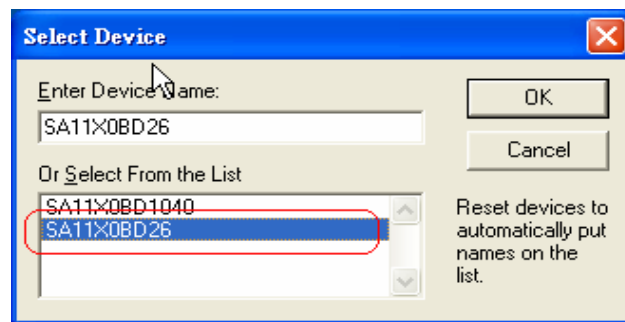 Select Device
Enter Device Name:
SA11X0BD26
OK
Cancel
Or Select From the List
SA11X0BD1040
SA11X0BD26
Reset devices to
automatically put
names on the
list.